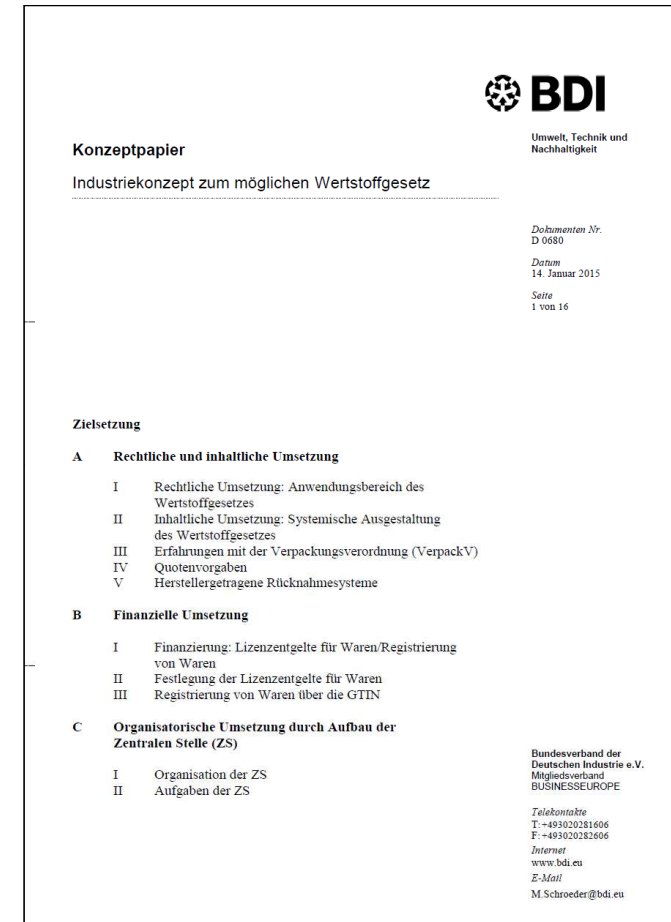 BDI
Umwelt, Technik und
Nachhaltigkeit
Konzeptpapier
Industriekonzept zum möglichen Wertstoffgesetz
Dokumenten Nr.
D 0680
Datum
14. Januar 2015
Seite
1 von 16
Zielsetzung
A Rechtliche und inhaltliche Umsetzung
I Rechtliche Umsetzung: Anwendungsbereich des
Wertstoffgesetzes
II Inhaltliche Umsetzung: Systemische Ausgestaltung
des Wertstoffgesetzes
III Erfahrungen mit der Verpackungsverordnung (VerpackV)
IV Quotenvorgaben
V Herstellergetragene Rücknahmesysteme
B Finanzielle Umsetzung
I Finanzierung: Lizenzentgelte für Waren/Registrierung
von Waren
II Festlegung der Lizenzentgelte für Waren
III Registrierung von Waren über die GTIN
C Organisatorische Umsetzung durch Aufbau der
Zentralen Stelle (ZS)
I Organisation der ZS
II Aufgaben der ZS
Bundesverband der
Deutschen Industrie e.V.
Mitgliedsverband
BUSINESSEUROPE
Telekontakte
T:+493020281606
F:+493020282606
Internet
www.bdi.eu
E-Mail
M.Schroeder@bdi.eu